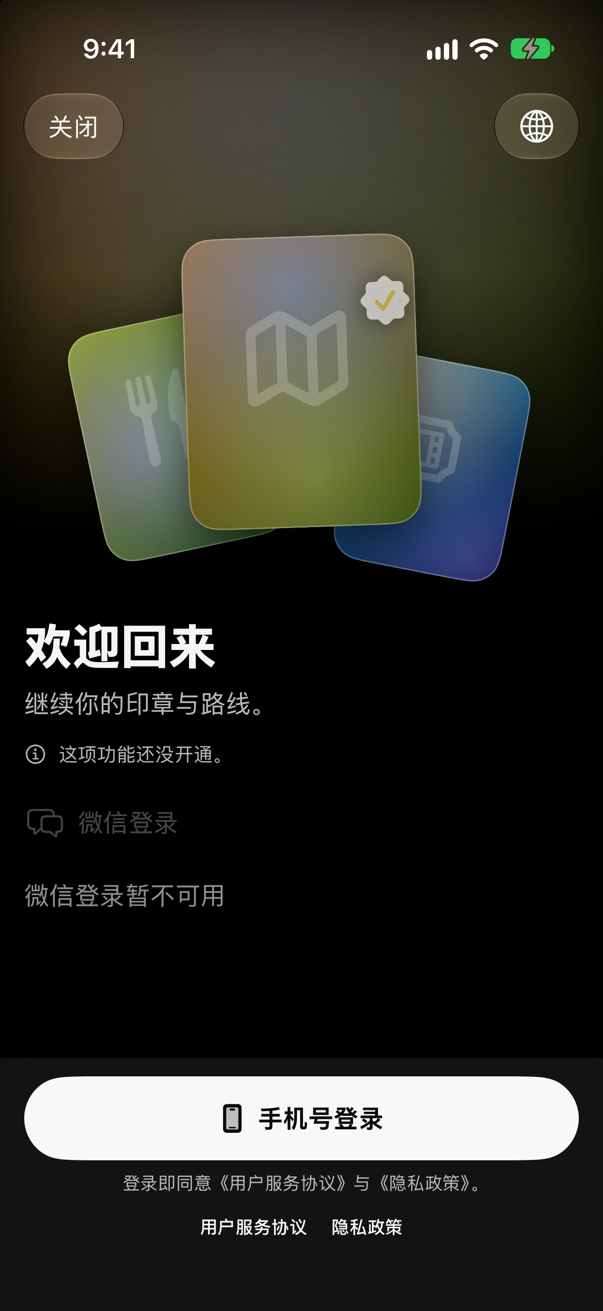 9:41
关闭
欢迎回来
继续你的印章与路线。
这项功能还没开通。
微信登录
微信登录暂不可用
手机号登录
登录即同意《用户服务协议》与《隐私政策》。
用户服务协议 隐私政策